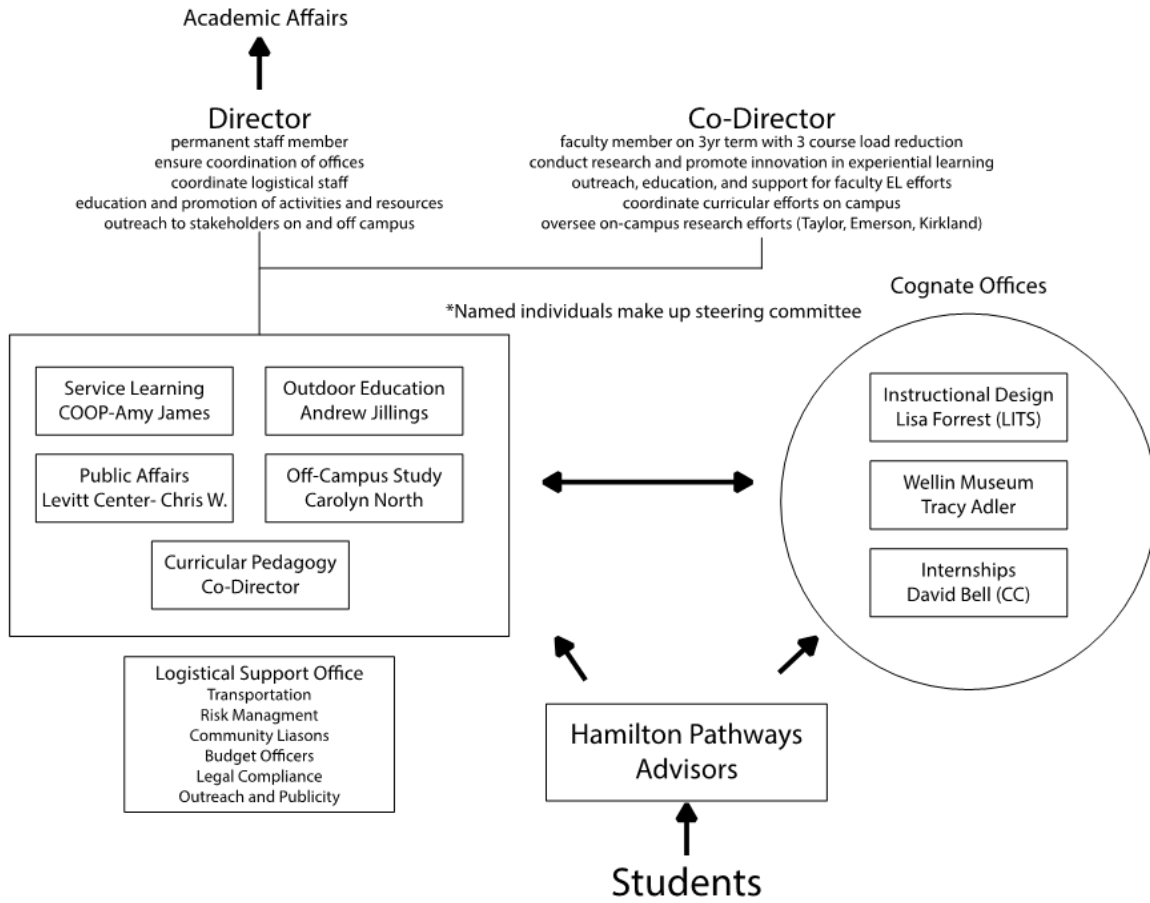 Academic Affairs
Director
permanent staff member
ensure coordination of offices
coordinate logistical staff
education and promotion of activities and resources
outreach to stakeholders on and off campus
Co-Director
faculty member on 3yr term with 3 course load reduction
conduct research and promote innovation in experiential learning
outreach, education, and support for faculty EL efforts
coordinate curricular efforts on campus
oversee on-campus research efforts (Taylor, Emerson, Kirkland)
*Named individuals make up steering committee
Cognate Offices
Service Learning
COOP-Amy James
Outdoor Education
Andrew Jillings
Public Affairs
Levitt Center- Chris W.
Off-Campus Study
Carolyn North
Curricular Pedagogy
Co-Director
Instructional Design
Lisa Forrest (LITS)
Wellin Museum
Tracy Adler
Internships
David Bell (CC)
Logistical Support Office
Transportation
Risk Managment
Community Liasons
Budget Officers
Legal Compliance
Outreach and Publicity
Hamilton Pathways
Advisors
Students